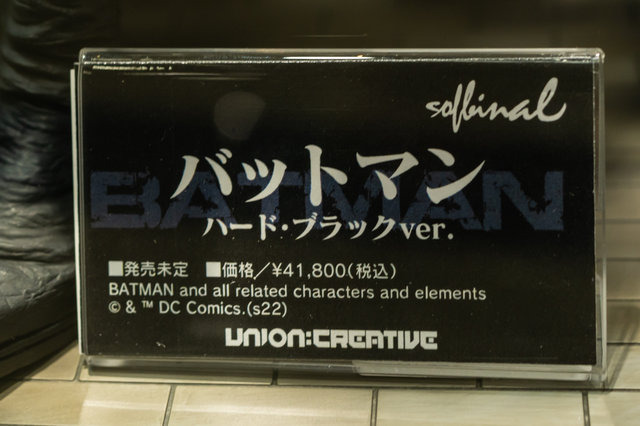 sofbinal
バットマン
BATMAN
ハード・ブラックver.
■発売未定 ■価格／¥41,800(税込)
BATMAN and all related characters and elements
© & ™ DC Comics.(s22)
UNION:CREATIVE